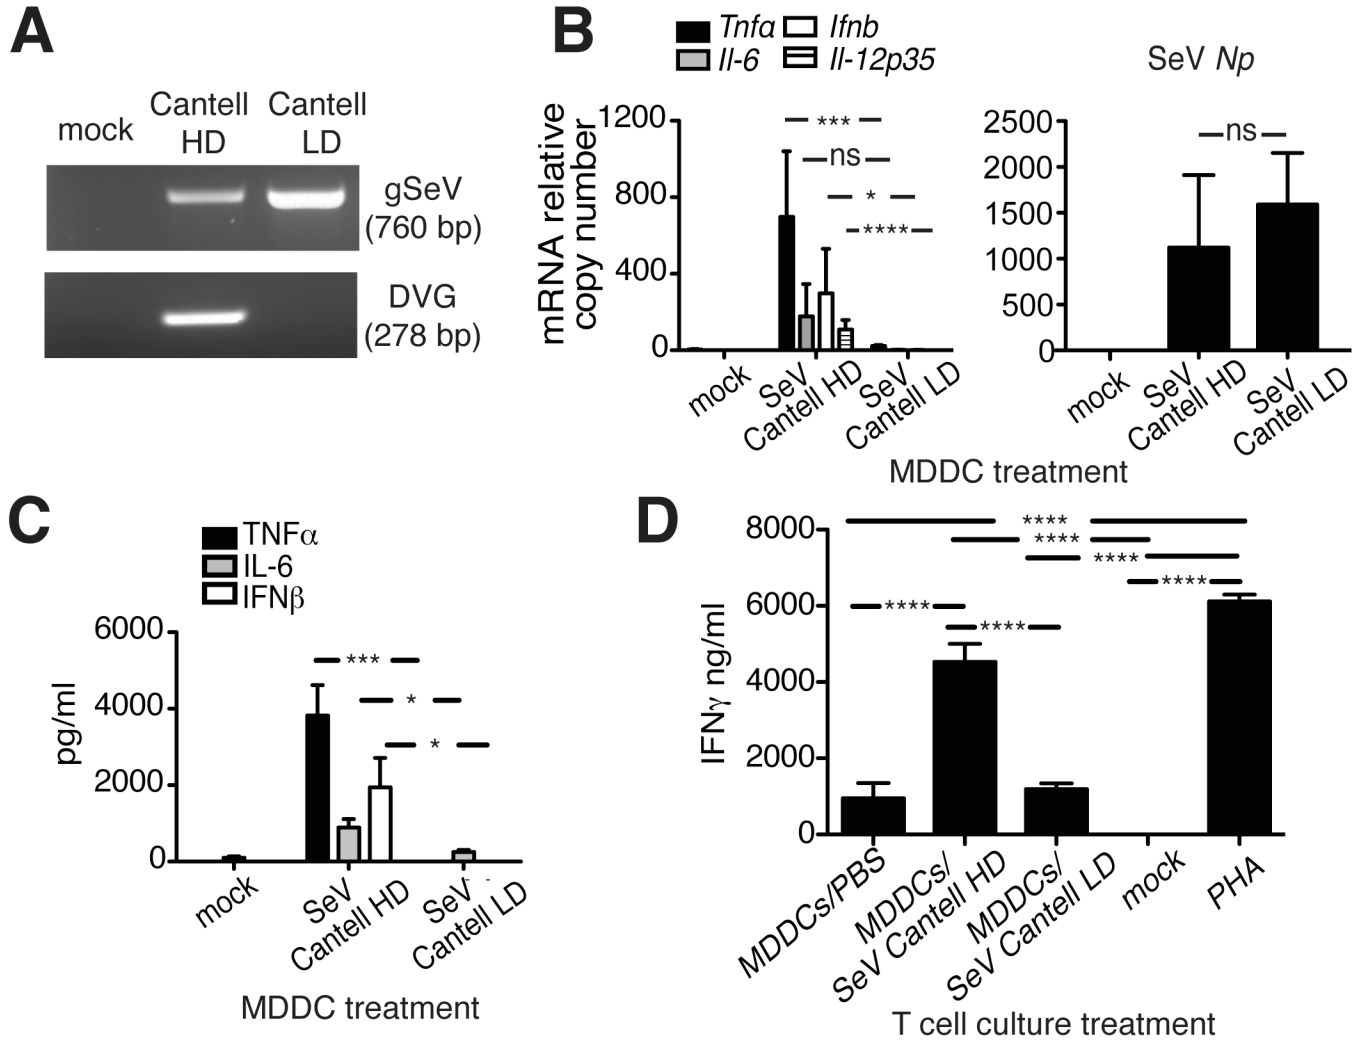 A
mock
Cantell
HD
Cantell
LD
gSeV
(760 bp)
DVG
(278 bp)
B
Tnfα
Ifnb
Il-6
Il-12p35
mRNA relative
copy number
1200
800
400
0
***
ns
*
****
mock
SeV
Cantell HD
SeV
Cantell LD
SeV Np
2500
2000
1500
1000
500
0
ns
mock
SeV
Cantell HD
SeV
Cantell LD
MDDC treatment
C
TNFα
IL-6
IFNβ
pg/ml
6000
4000
2000
0
***
*
*
mock
SeV
Cantell HD
SeV
Cantell LD
MDDC treatment
D
IFNγ ng/ml
8000
6000
4000
2000
0
****
****
****
****
****
****
MDDCs/PBS
MDDCs/
SeV Cantell HD
MDDCs/
SeV Cantell LD
mock
PHA
T cell culture treatment